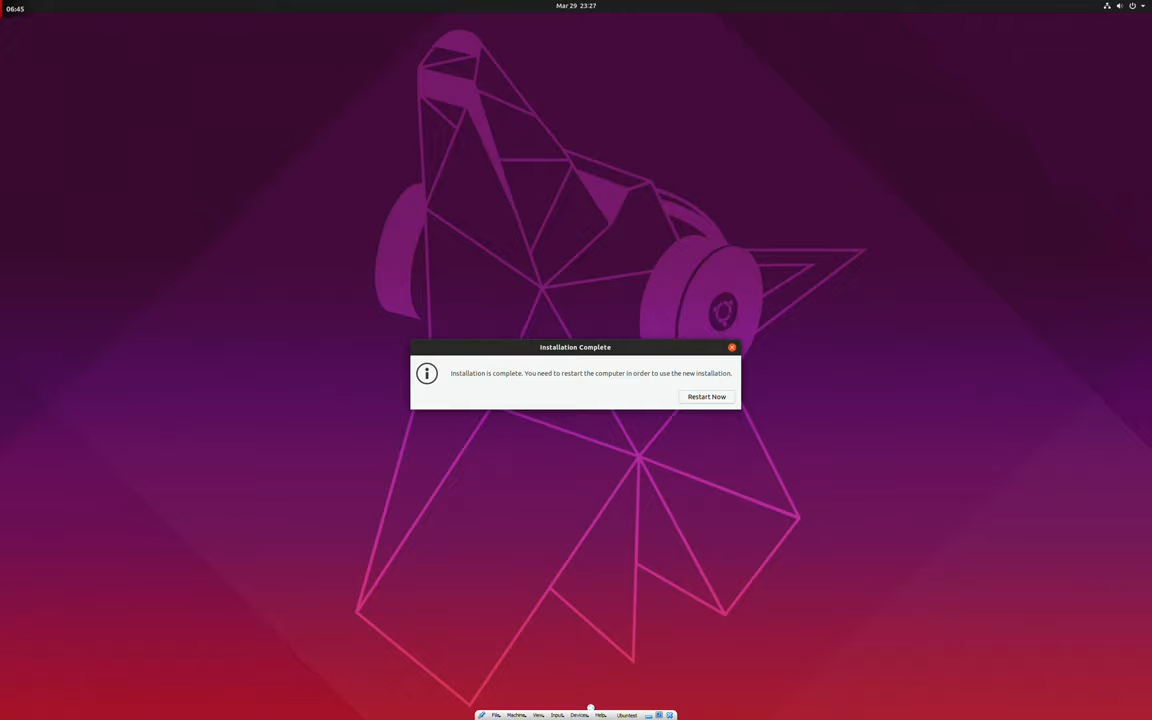 06:45
Mar 29 23:27
Installation Complete
Installation is complete. You need to restart the computer in order to use the new installation.
Restart Now
File Machine View Input Devices Help Ubuntest